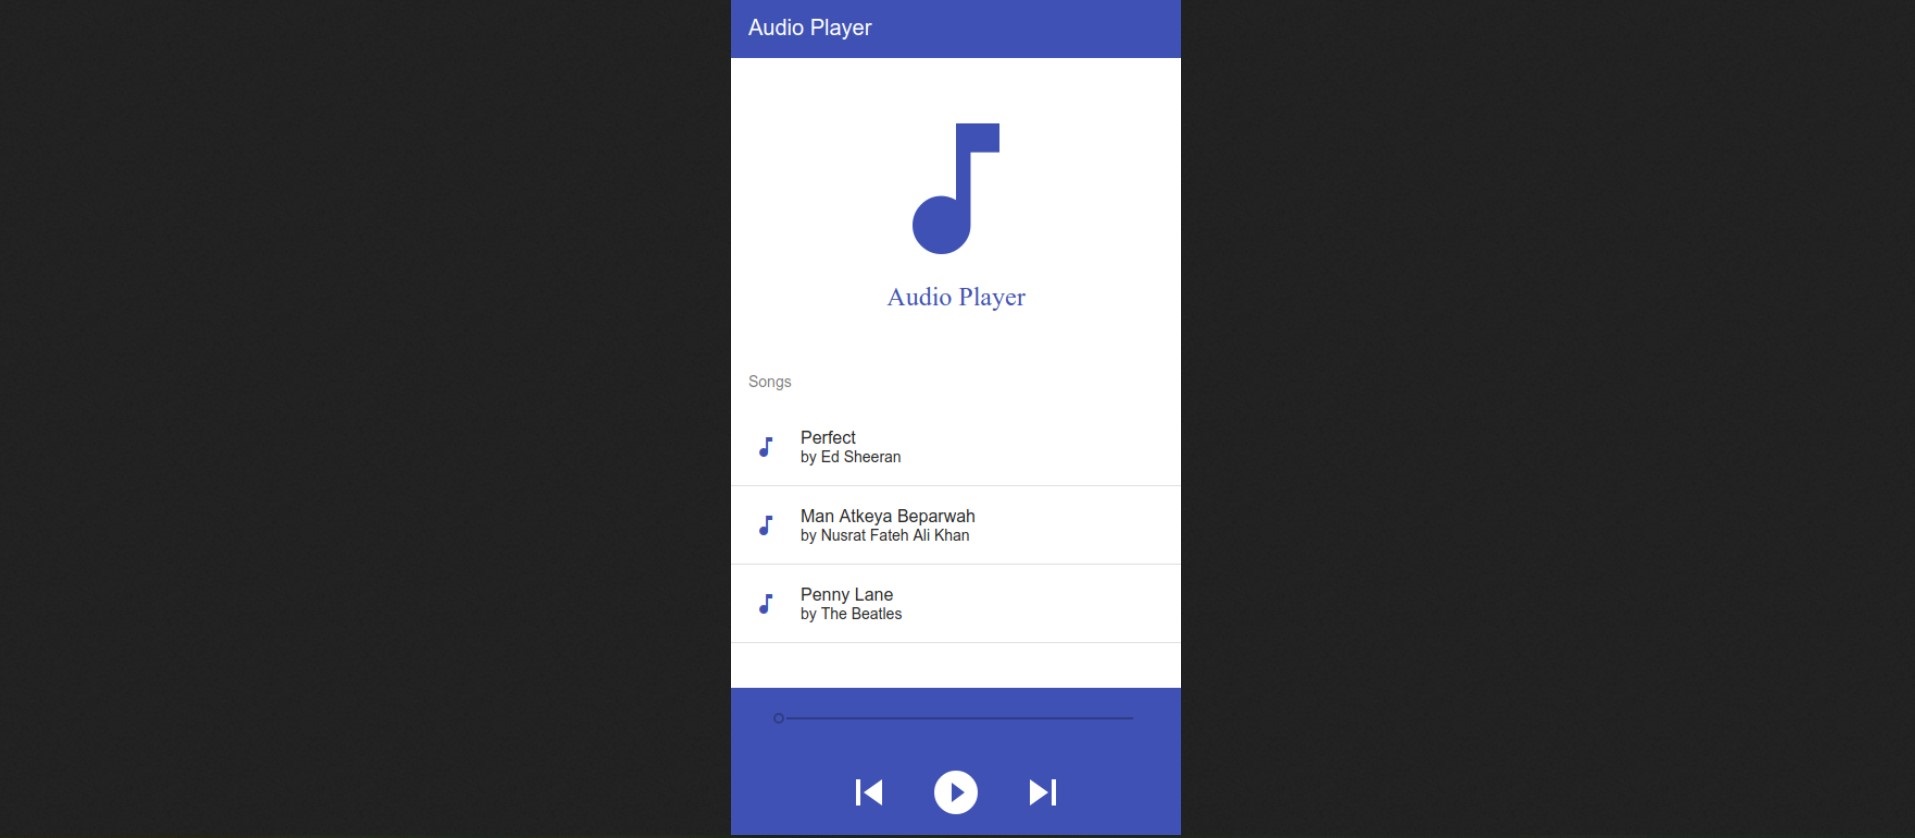 Audio Player
Audio Player
Songs
Perfect
by Ed Sheeran
Man Atkeya Beparwah
by Nusrat Fateh Ali Khan
Penny Lane
by The Beatles